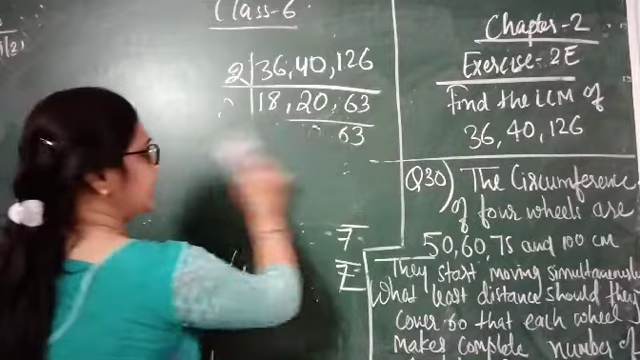 Class-6
2 | 36, 40, 126
18, 20, 63
63
7
Chapter-2
Exercise-2E
Find the LCM of
36, 40, 126
Q30) The Circumference
of four wheels are
50, 60, 75 and 100 cm
They start moving simultaneously
What least distance should they
cover so that each wheel
Makes complete number of